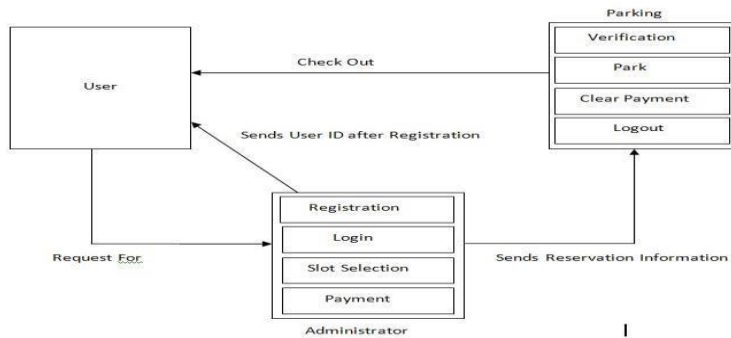 Parking
Verification
Park
Clear Payment
Logout
Check Out
User
Sends User ID after Registration
Registration
Login
Slot Selection
Payment
Administrator
Request For
Sends Reservation Information